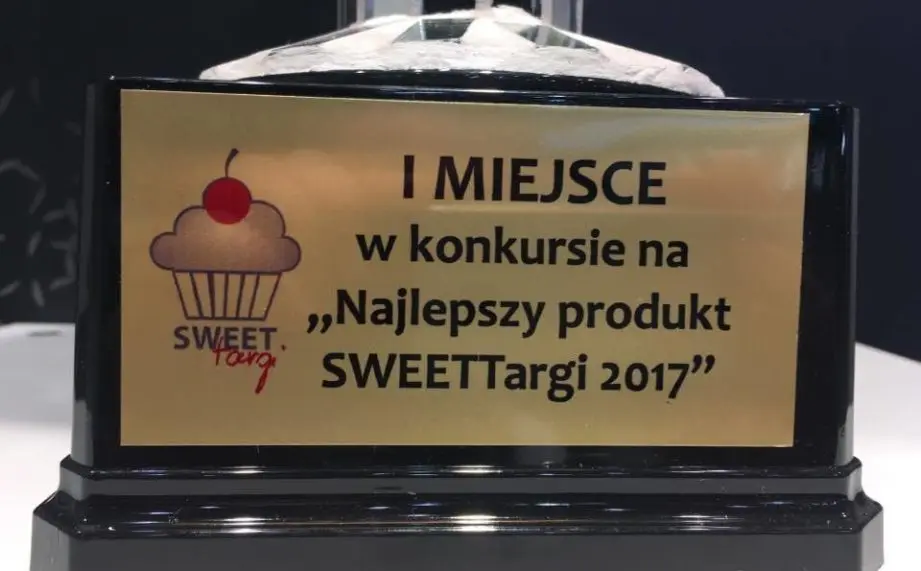 SWEET
targi
I MIEJSCE
w konkursie na
„Najlepszy produkt
SWEETTargi 2017”